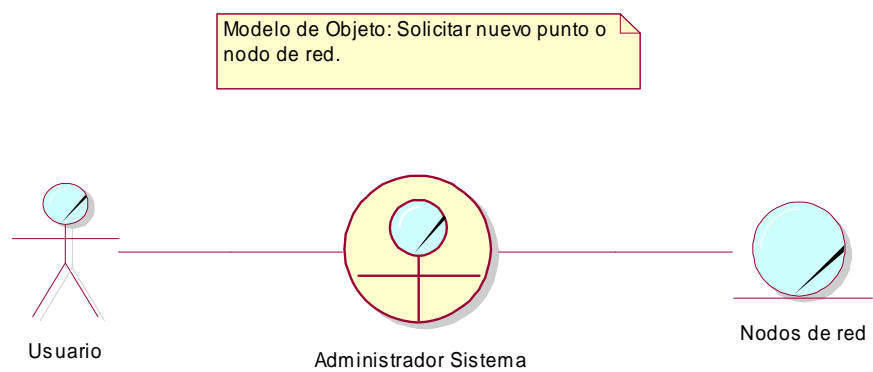 Modelo de Objeto: Solicitar nuevo punto o
nodo de red.
Usuario
Administrador Sistema
Nodos de red